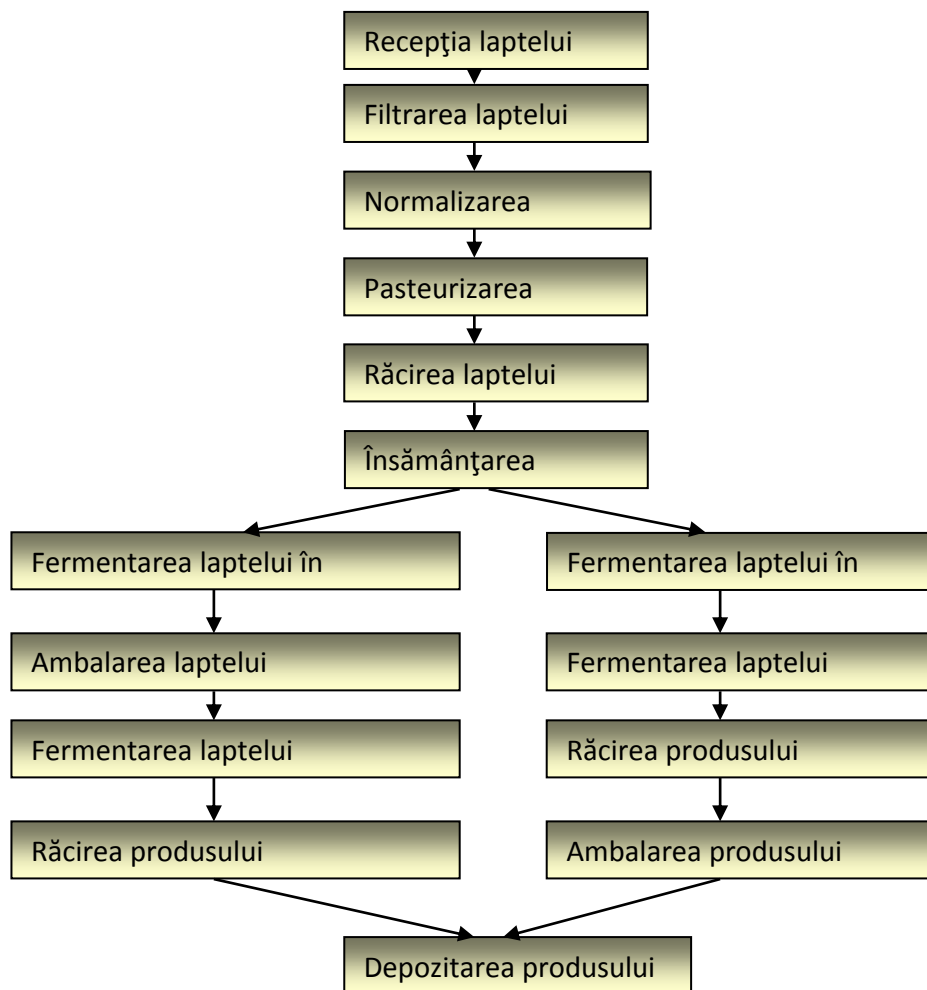 Recepţia laptelui
Filtrarea laptelui
Normalizarea
Pasteurizarea
Răcirea laptelui
Însămânţarea
Fermentarea laptelui în
Fermentarea laptelui în
Ambalarea laptelui
Fermentarea laptelui
Fermentarea laptelui
Răcirea produsului
Răcirea produsului
Ambalarea produsului
Depozitarea produsului